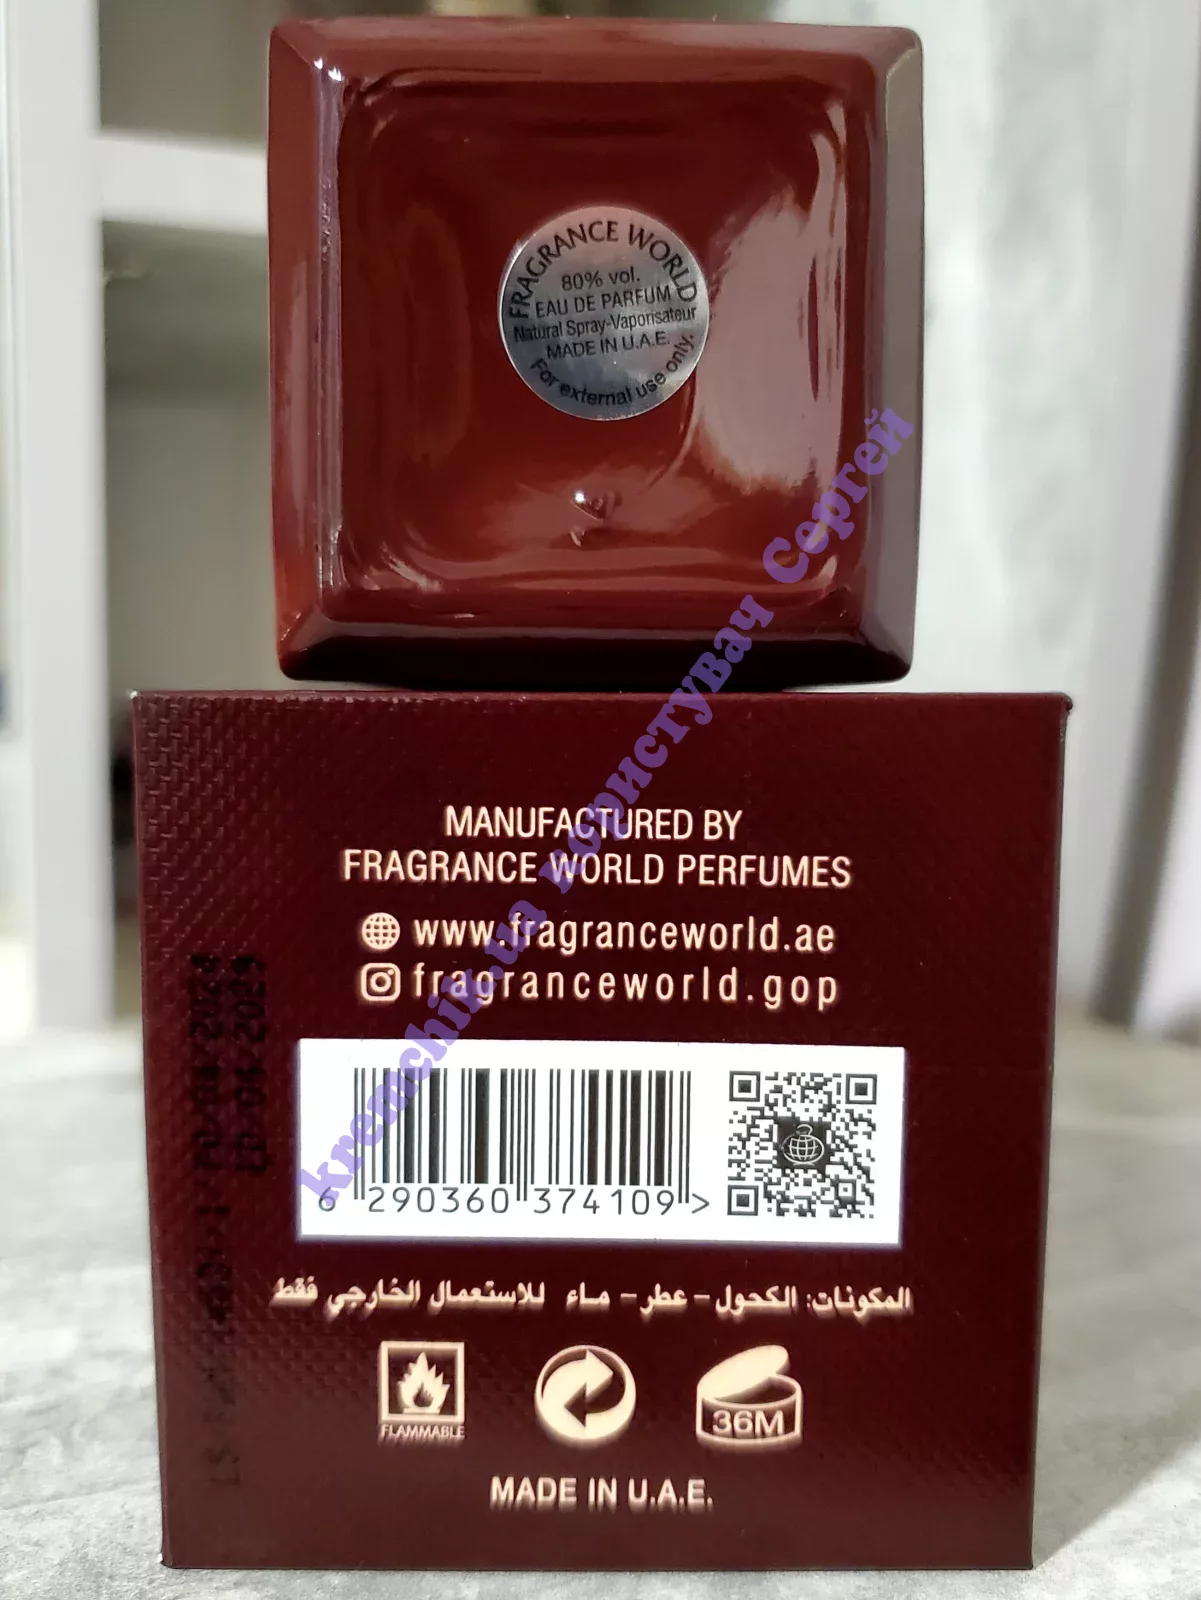 FRAGRANCE WORLD
80% vol.
EAU DE PARFUM
Natural Spray-Vaporisateur
MADE IN U.A.E.
For external use only.
MANUFACTURED BY
FRAGRANCE WORLD PERFUMES
www.fragranceworld.ae
fragranceworld.gop
6 290360 374109 >
المكونات: الكحول - عطر - ماء للاستعمال الخارجي فقط
FLAMMABLE
36M
MADE IN U.A.E.
kremchik.ua користувач Сергей